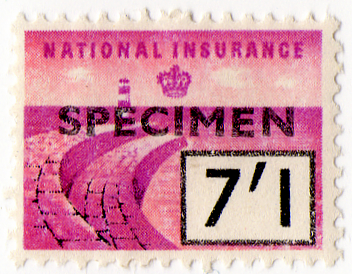 NATIONAL INSURANCE
SPECIMEN
7'1